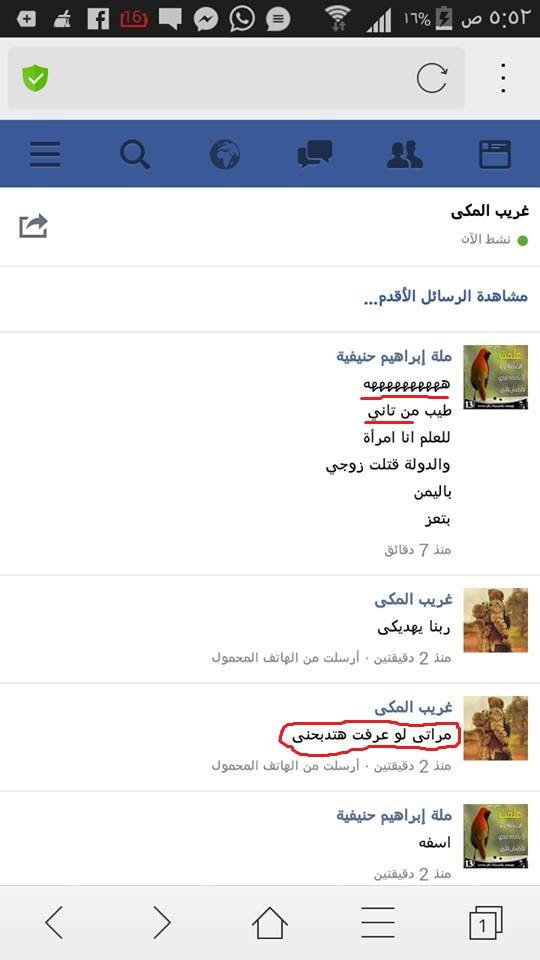 ٥:٥٢ ص
١٦%
16
غريب المكى
نشط الآن
مشاهدة الرسائل الأقدم...
ملة إبراهيم حنيفية
هههههههههههه
طيب من تاني
للعلم انا امرأة
والدولة قتلت زوجي
باليمن
بتعز
منذ 7 دقائق
غريب المكى
ربنا يهديكى
منذ 2 دقيقتين · أرسلت من الهاتف المحمول
غريب المكى
مراتى لو عرفت هتدبحنى
منذ 2 دقيقتين · أرسلت من الهاتف المحمول
ملة إبراهيم حنيفية
اسفه
منذ 2 دقيقتين
1